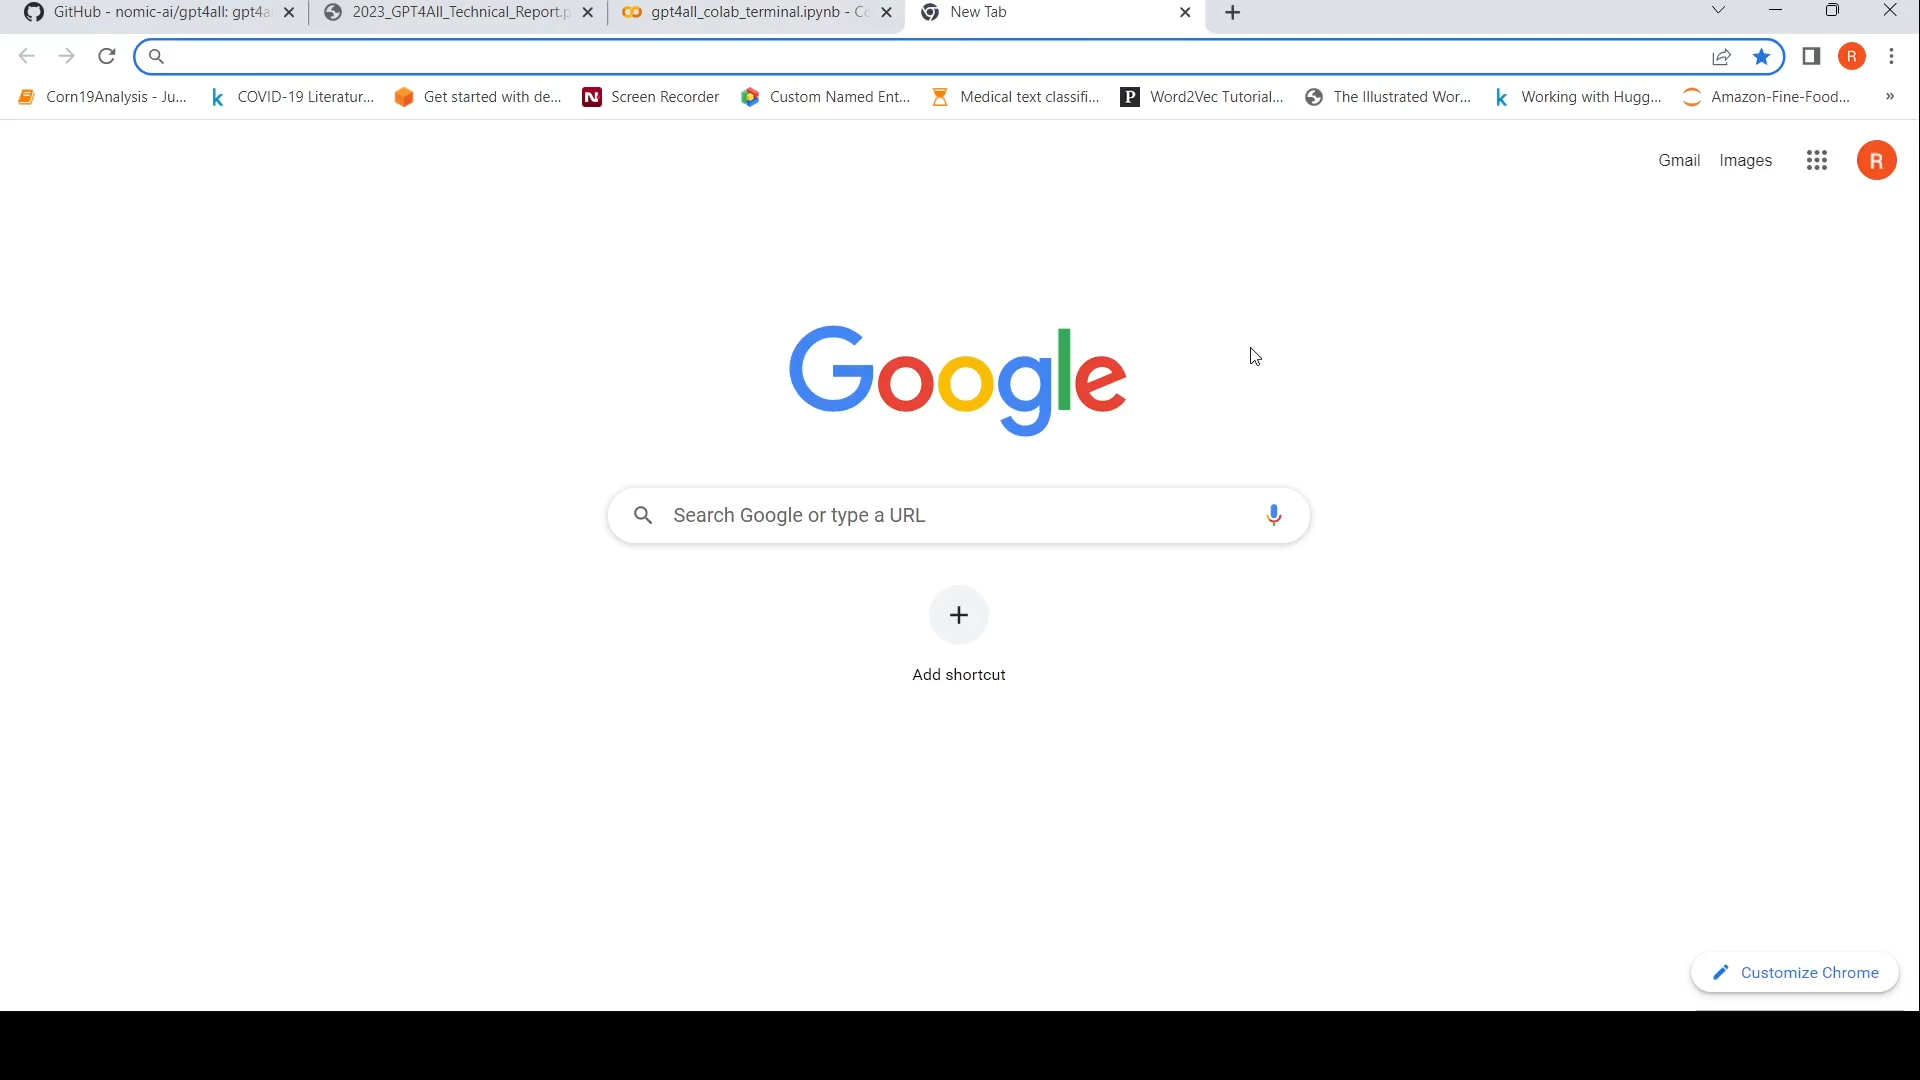 GitHub - nomic-ai/gpt4all: gpt4a
2023_GPT4All_Technical_Report.p
gpt4all_colab_terminal.ipynb - Co
New Tab
R
Corn19Analysis - Ju...
COVID-19 Literatur...
Get started with de...
Screen Recorder
Custom Named Ent...
Medical text classifi...
Word2Vec Tutorial...
The Illustrated Wor...
Working with Hugg...
Amazon-Fine-Food...
»
Gmail
Images
R
Google
Search Google or type a URL
Add shortcut
Customize Chrome